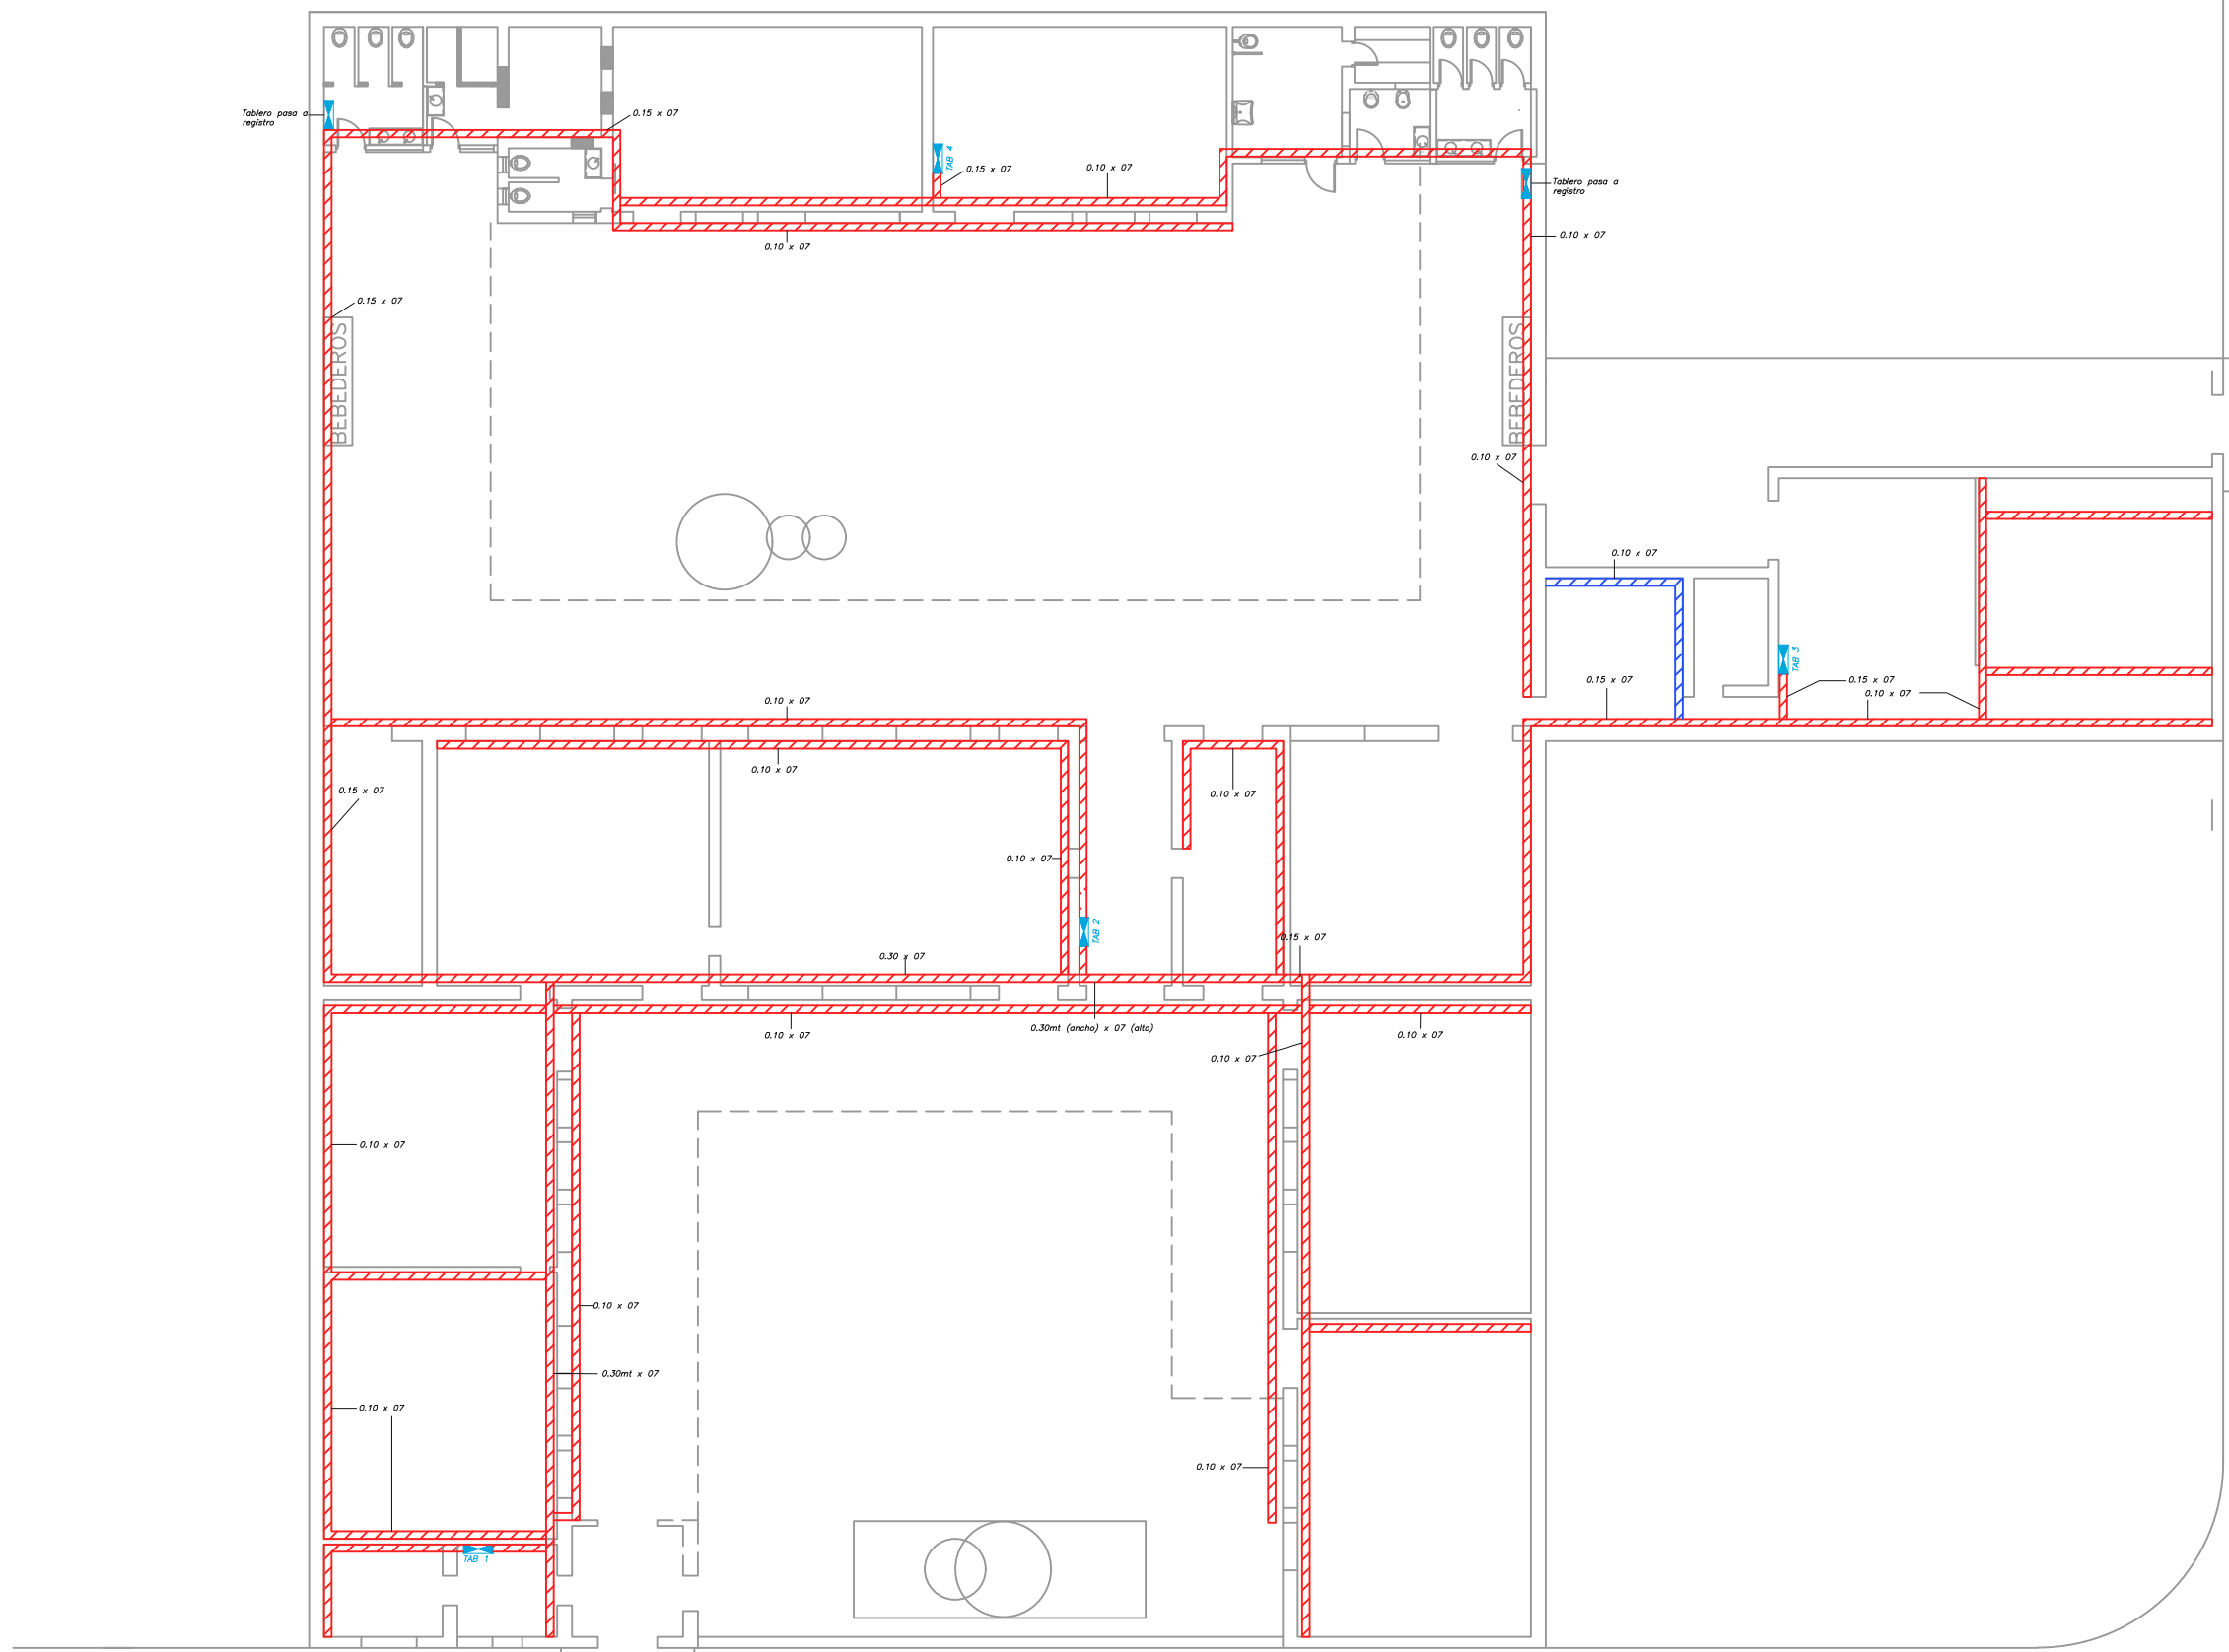 Tablero pasa a
registro
0.15 x 07
TAB 4
0.15 x 07
0.10 x 07
Tablero pasa a
registro
0.10 x 07
0.10 x 07
0.15 x 07
BEBEDEROS
BEBEDEROS
0.10 x 07
0.10 x 07
TAB 3
0.15 x 07
0.15 x 07
0.10 x 07
0.10 x 07
0.10 x 07
0.15 x 07
0.10 x 07
0.10 x 07
TAB 2
0.15 x 07
0.30 x 07
0.30mt (ancho) x 07 (alto)
0.10 x 07
0.10 x 07
0.10 x 07
0.10 x 07
0.10 x 07
0.30mt x 07
0.10 x 07
0.10 x 07
TAB 1